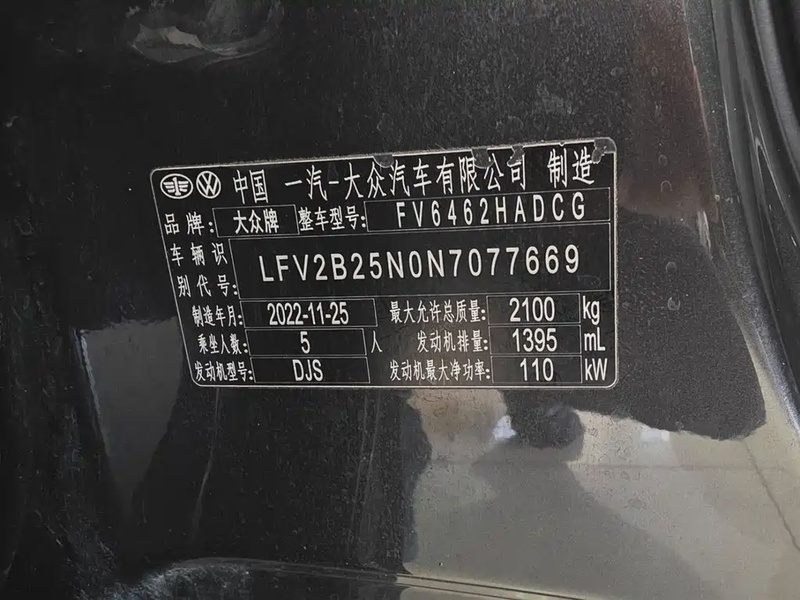 中国 一汽-大众汽车有限公司 制造
品牌: 大众牌 整车型号: FV6462HADCG
车辆识别代号: LFV2B25N0N7077669
制造年月: 2022-11-25 最大允许总质量: 2100 kg
乘坐人数: 5 人 发动机排量: 1395 mL
发动机型号: DJS 发动机最大净功率: 110 kW